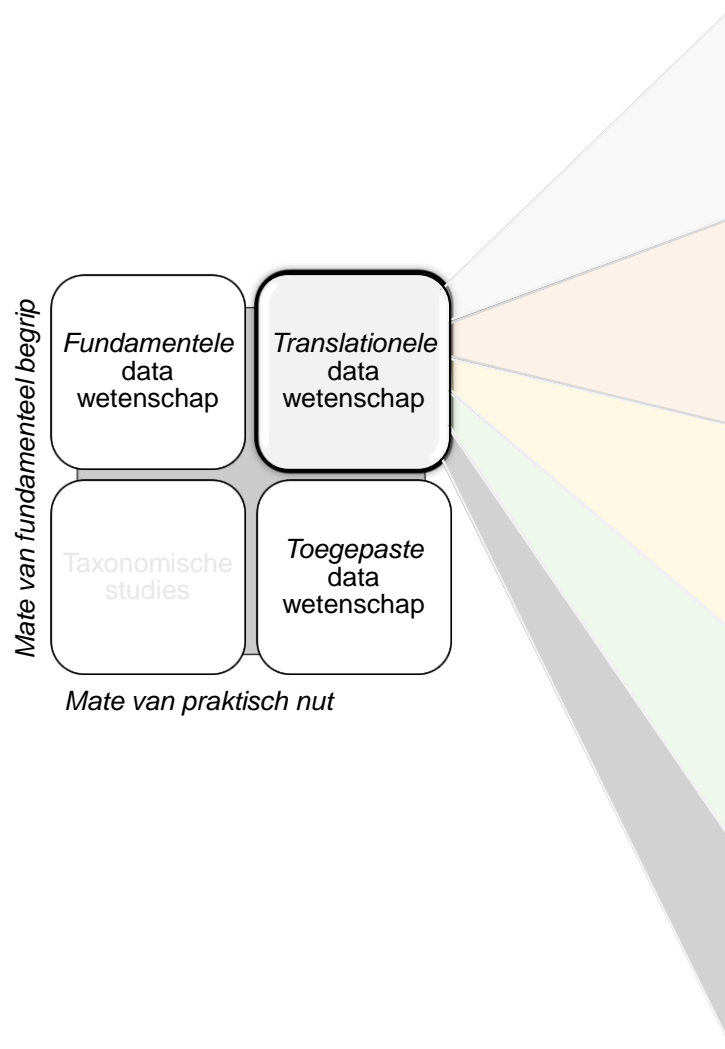 Mate van fundamenteel begrip
Fundamentele
data
wetenschap
Translationele
data
wetenschap
Taxonomische
studies
Toegepaste
data
wetenschap
Mate van praktisch nut